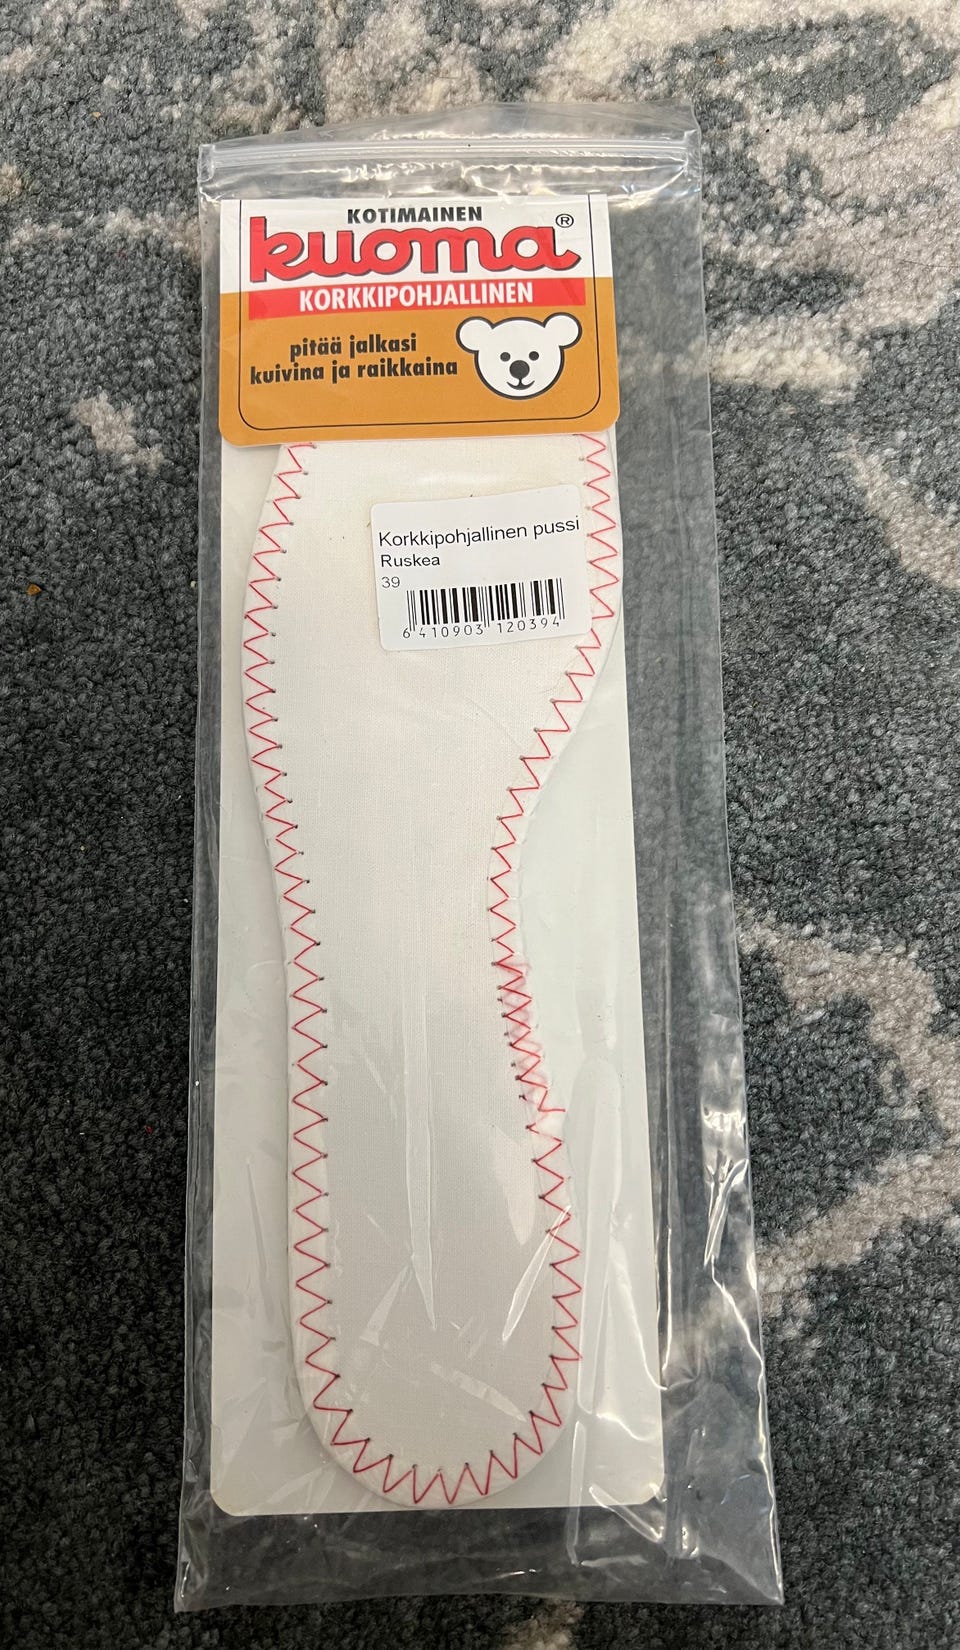 KOTIMAINEN
kuoma®
KORKKIPOHJALLINEN
pitää jalkasi
kuivina ja raikkaina
Korkkipohjallinen pussi
Ruskea
39
6 410903 120394